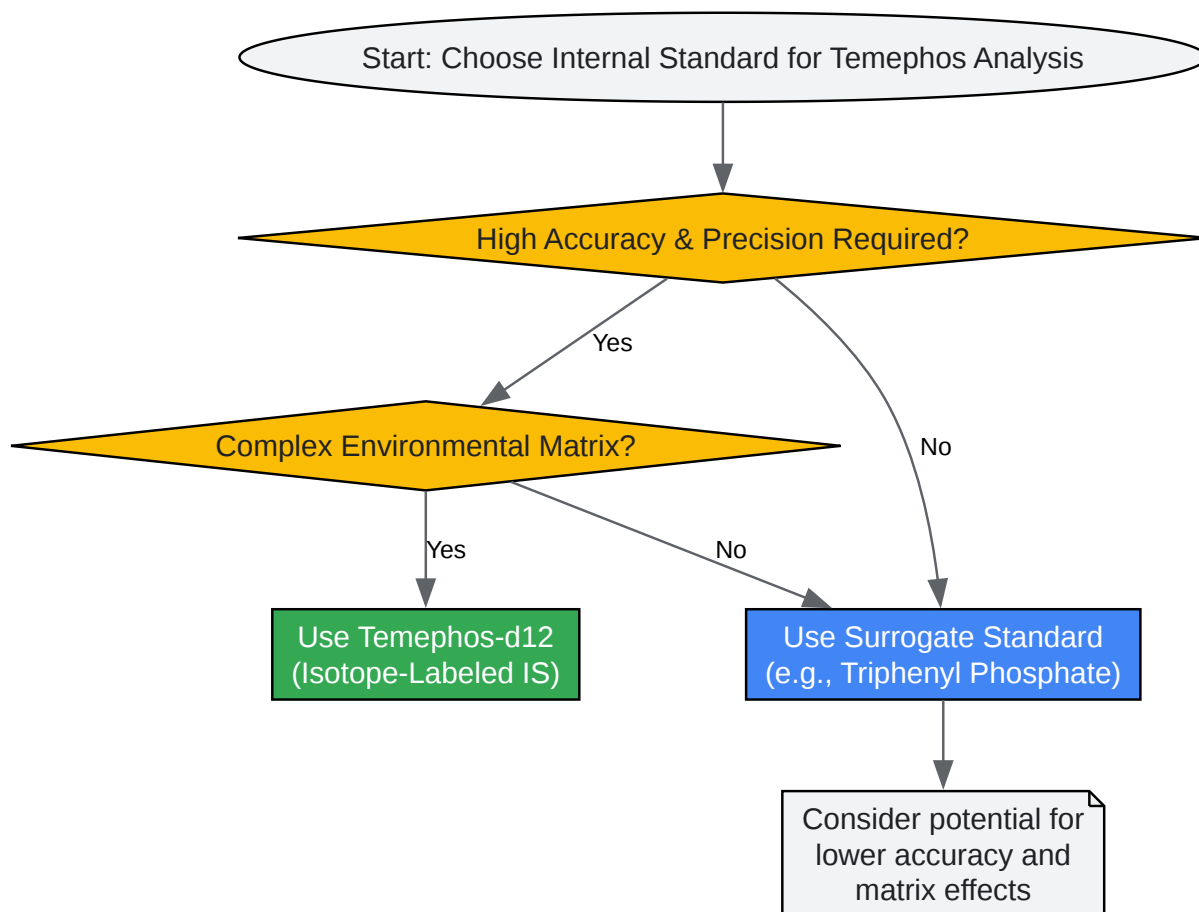 Start: Choose Internal Standard for Temephos Analysis
High Accuracy & Precision Required?
Yes
No
Complex Environmental Matrix?
Yes
No
Use Temephos-d12
(Isotope-Labeled IS)
Use Surrogate Standard
(e.g., Triphenyl Phosphate)
Consider potential for
lower accuracy and
matrix effects